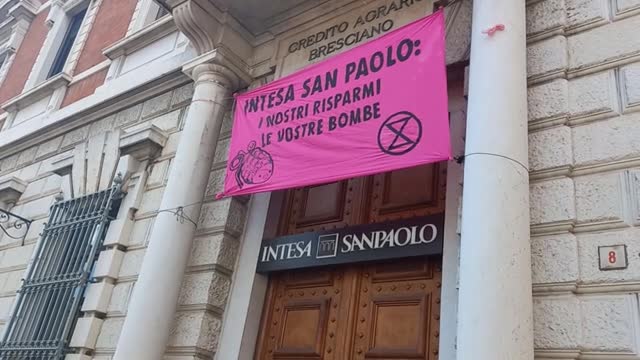 CREDITO AGRARIO
BRESCIANO
INTESA SAN PAOLO:
I NOSTRI RISPARMI
LE VOSTRE BOMBE
INTESA SANPAOLO
8